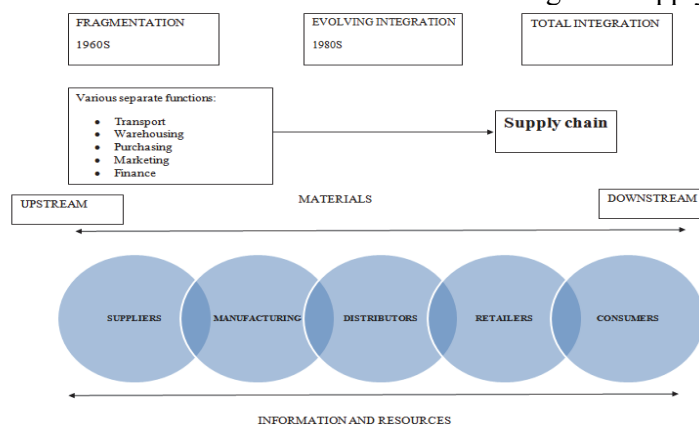 FRAGMENTATION
1960S
EVOLVING INTEGRATION
1980S
TOTAL INTEGRATION
Various separate functions:
• Transport
• Warehousing
• Purchasing
• Marketing
• Finance
Supply chain
UPSTREAM
MATERIALS
DOWNSTREAM
SUPPLIERS
MANUFACTURING
DISTRIBUTORS
RETAILERS
CONSUMERS
INFORMATION AND RESOURCES